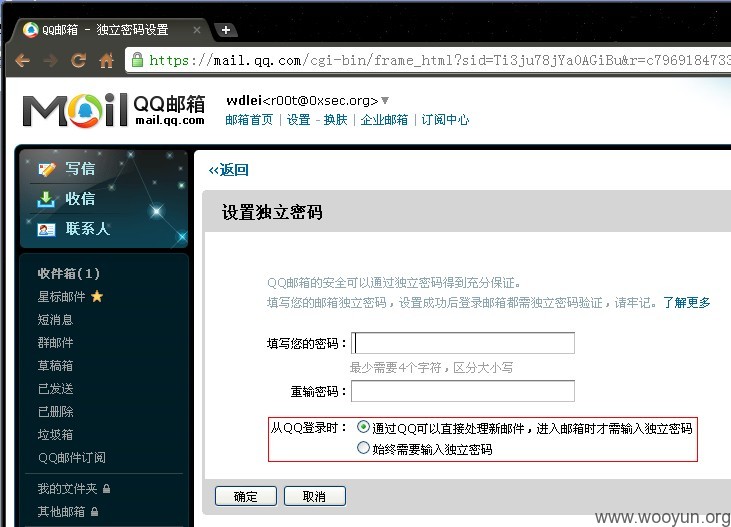 QQ邮箱 - 独立密码设置
https://mail.qq.com/cgi-bin/frame_html?sid=Ti3ju78jYa0AGiBu&r=c7969184733
Mail QQ邮箱
mail.qq.com
wdlei<r00t@0xsec.org>
邮箱首页 | 设置 - 换肤 | 企业邮箱 | 订阅中心
写信
收信
联系人
收件箱(1)
星标邮件
短消息
群邮件
草稿箱
已发送
已删除
垃圾箱
QQ邮件订阅
我的文件夹
其他邮箱
«返回
设置独立密码
QQ邮箱的安全可以通过独立密码得到充分保证。
填写您的邮箱独立密码，设置成功后登录邮箱都需独立密码验证，请牢记。了解更多
填写您的密码：
最少需要4个字符，区分大小写
重输密码：
从QQ登录时： 通过QQ可以直接处理新邮件，进入邮箱时才需输入独立密码
始终需要输入独立密码
确定 取消
www.wooyun.org